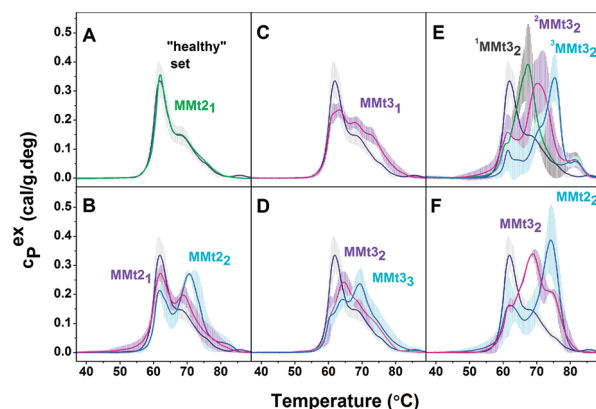 A
"healthy"
set
MMt2₁
C
MMt3₁
E
²MMt3₂
¹MMt3₂
³MMt3₂
B
MMt2₁
MMt2₂
D
MMt3₂
MMt3₃
F
MMt2₂
MMt3₂
0.5
0.4
0.3
0.2
0.1
0.0
0.5
0.4
0.3
0.2
0.1
0.0
cₚᵉˣ (cal/g.deg)
40 50 60 70 80
40 50 60 70 80
40 50 60 70 80
Temperature (°C)